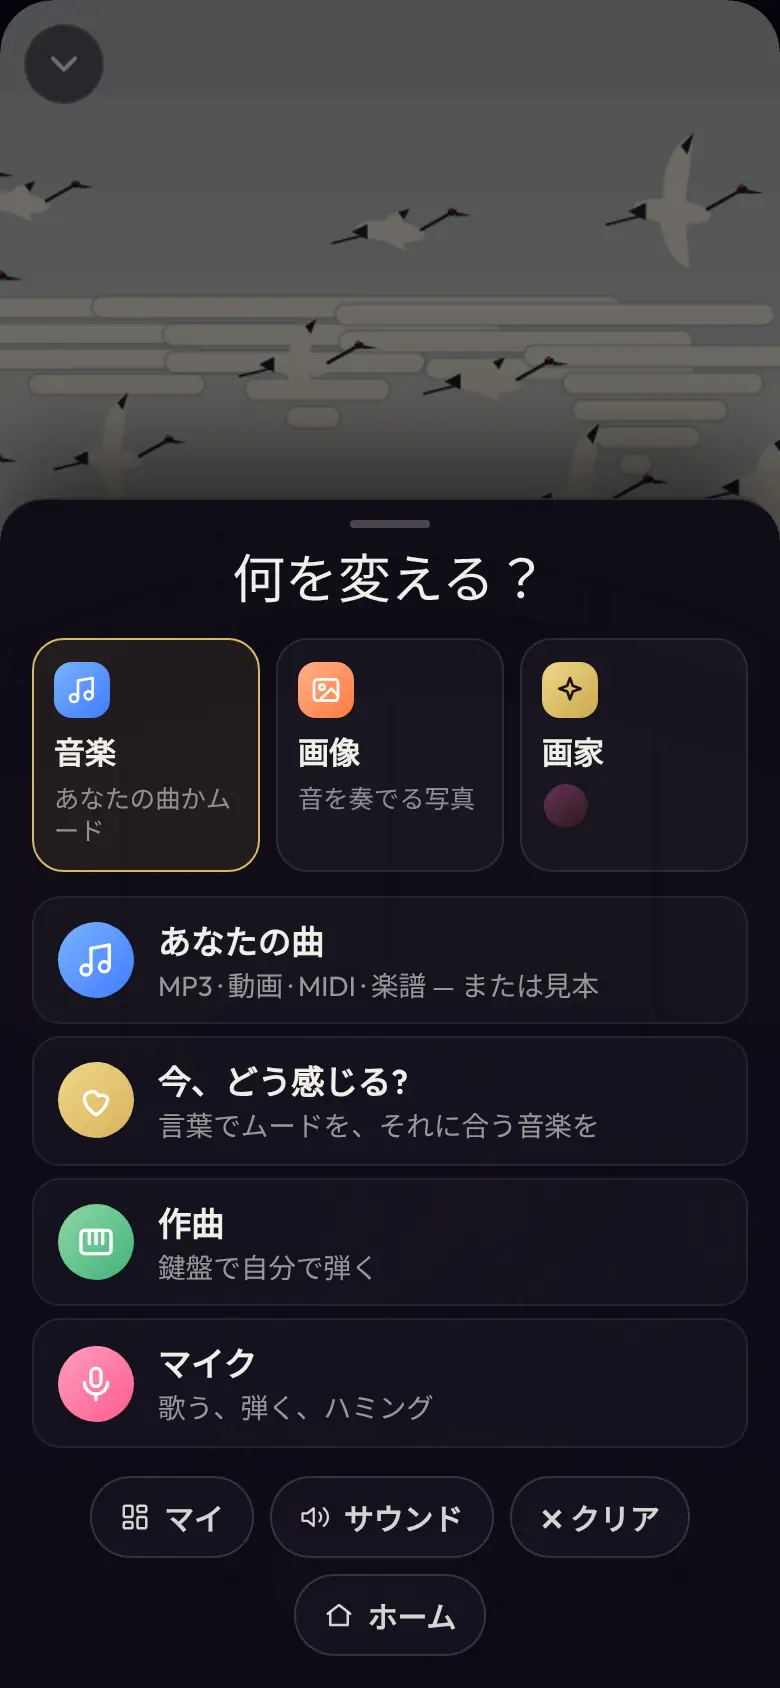 何を変える？
音楽
あなたの曲かム
ード
画像
音を奏でる写真
画家
あなたの曲
MP3·動画·MIDI·楽譜 — または見本
今、どう感じる?
言葉でムードを、それに合う音楽を
作曲
鍵盤で自分で弾く
マイク
歌う、弾く、ハミング
マイ
サウンド
× クリア
ホーム